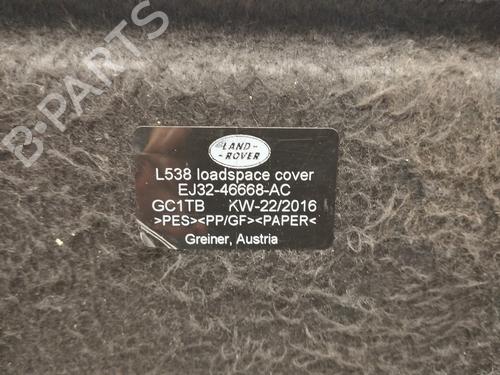 LAND-
ROVER
L538 loadspace cover
EJ32-46668-AC
GC1TB KW-22/2016
>PES><PP/GF><PAPER<
Greiner, Austria
B-PARTS